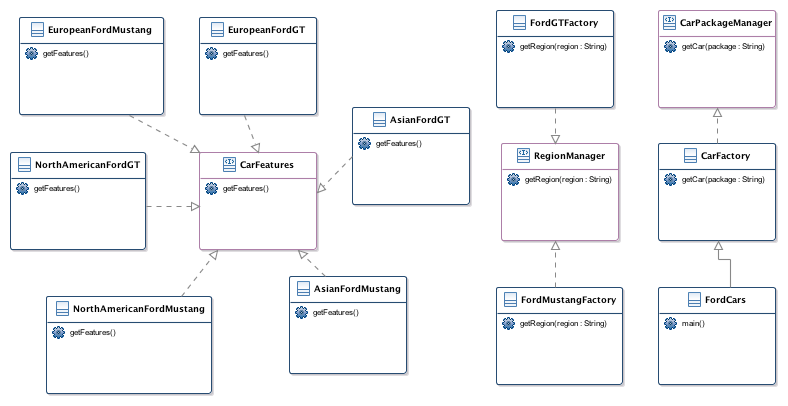 EuropeanFordMustang
getFeatures()
EuropeanFordGT
getFeatures()
FordGTFactory
getRegion(region : String)
CarPackageManager
getCar(package : String)
AsianFordGT
getFeatures()
NorthAmericanFordGT
getFeatures()
CarFeatures
getFeatures()
RegionManager
getRegion(region : String)
CarFactory
getCar(package : String)
NorthAmericanFordMustang
getFeatures()
AsianFordMustang
getFeatures()
FordMustangFactory
getRegion(region : String)
FordCars
main()